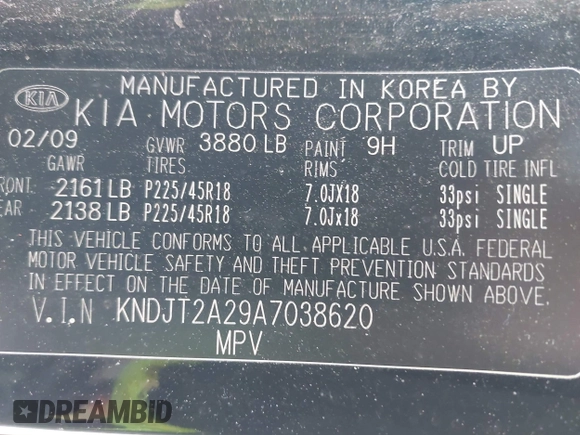 MANUFACTURED IN KOREA BY
KIA KIA MOTORS CORPORATION
02/09 GVWR 3880 LB PAINT 9H TRIM UP
GAWR TIRES RIMS COLD TIRE INFL
FRONT 2161 LB P225/45R18 7.0JX18 33psi SINGLE
EAR 2138 LB P225/45R18 7.0Jx18 33psi SINGLE
THIS VEHICLE CONFORMS TO ALL APPLICABLE U.S.A. FEDERAL
MOTOR VEHICLE SAFETY AND THEFT PREVENTION STANDARDS
IN EFFECT ON THE DATE OF MANUFACTURE SHOWN ABOVE.
V.I.N KNDJT2A29A7038620
MPV
DREAMBID